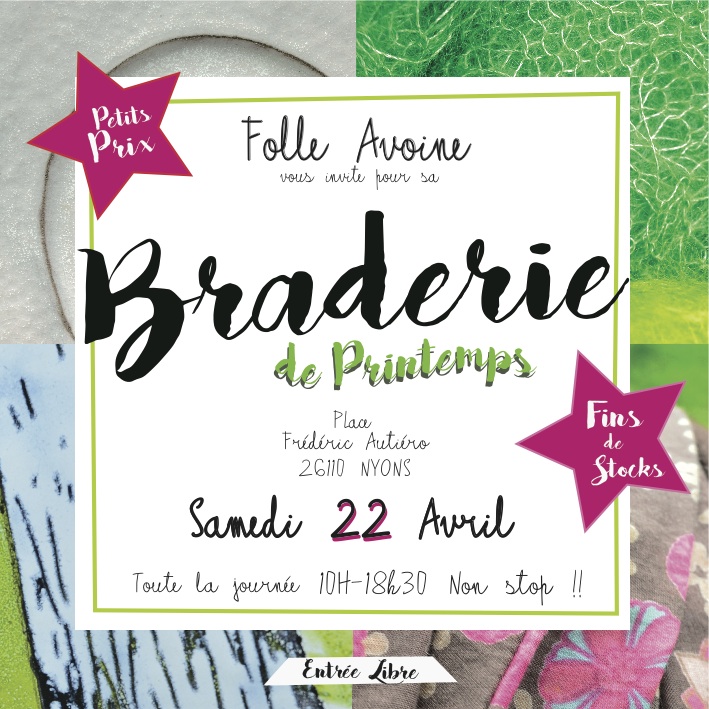 Petits
Prix
Folle Avoine
vous invite pour sa
Braderie
de Printemps
Place
Frédéric Autiéro
26110 NYONS
Fins
de
Stocks
Samedi 22 Avril
Toute la journée 10H-18h30 Non stop !!
Entrée Libre